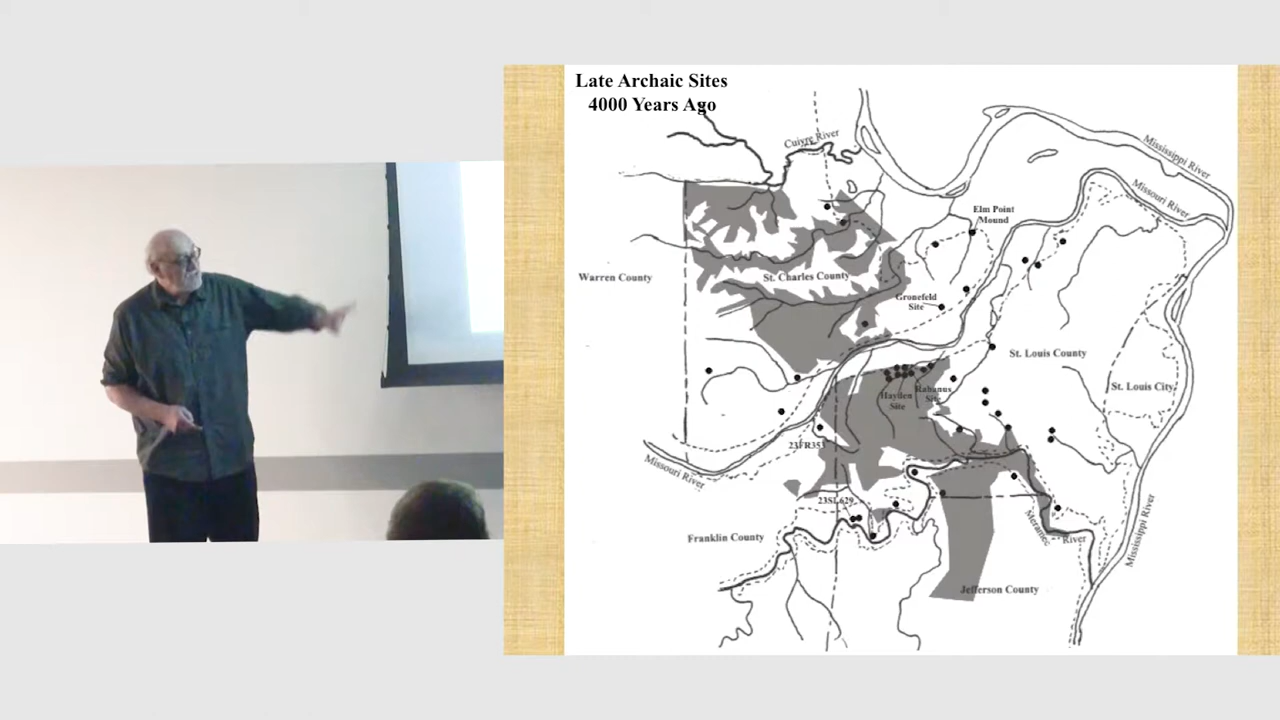 Late Archaic Sites
4000 Years Ago
Cuivre River
Mississippi River
Missouri River
Elm Point
Mound
Warren County
St. Charles County
Gronefeld
Site
St. Louis County
St. Louis City
Hayden
Site
Rabanus
Site
23FR353
Missouri River
23SL629
Franklin County
Meramec
River
Mississippi River
Jefferson County